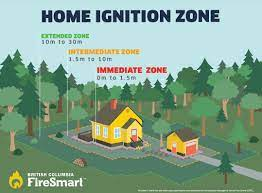 HOME IGNITION ZONE
EXTENDED ZONE
10m to 30m
INTERMEDIATE ZONE
1.5m to 10m
IMMEDIATE ZONE
0m to 1.5m
BRITISH COLUMBIA
FireSmart